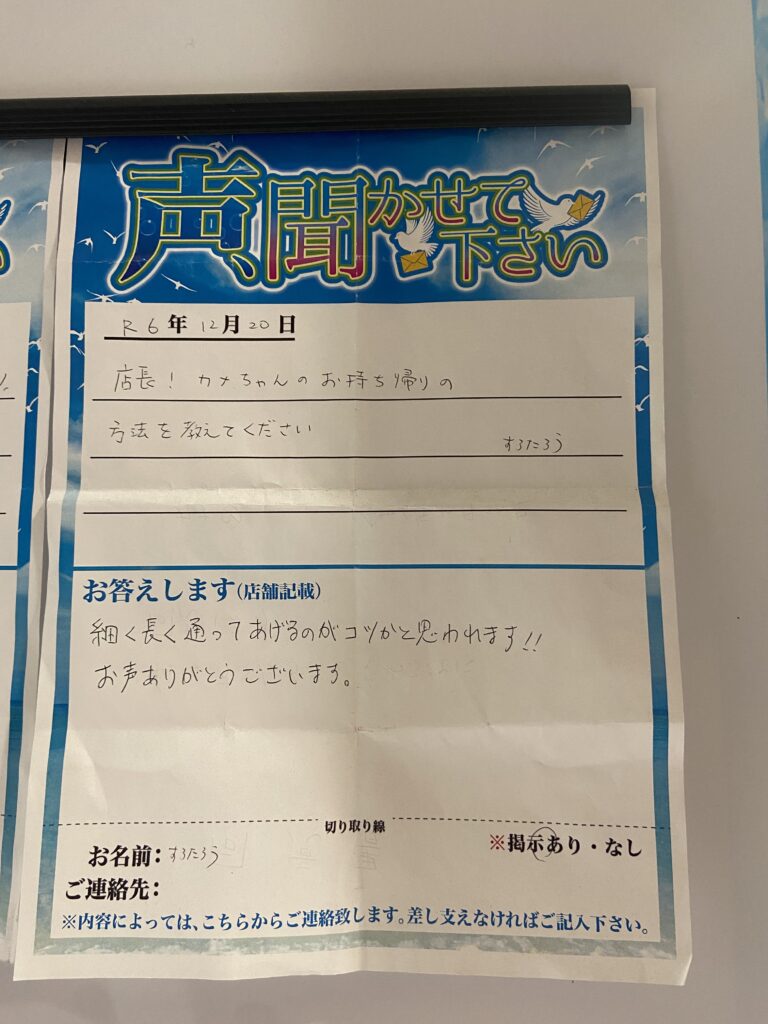 声、聞かせて
下さい
R6年12月20日
店長! カメちゃんのお持ち帰りの
方法を教えてください
するたろう
お答えします(店舗記載)
細く長く通ってあげるのがコツかと思われます!!
お声ありがとうございます。
切り取り線
お名前:するたろう
※掲示あり・なし
ご連絡先:
※内容によっては、こちらからご連絡致します。差し支えなければご記入下さい。